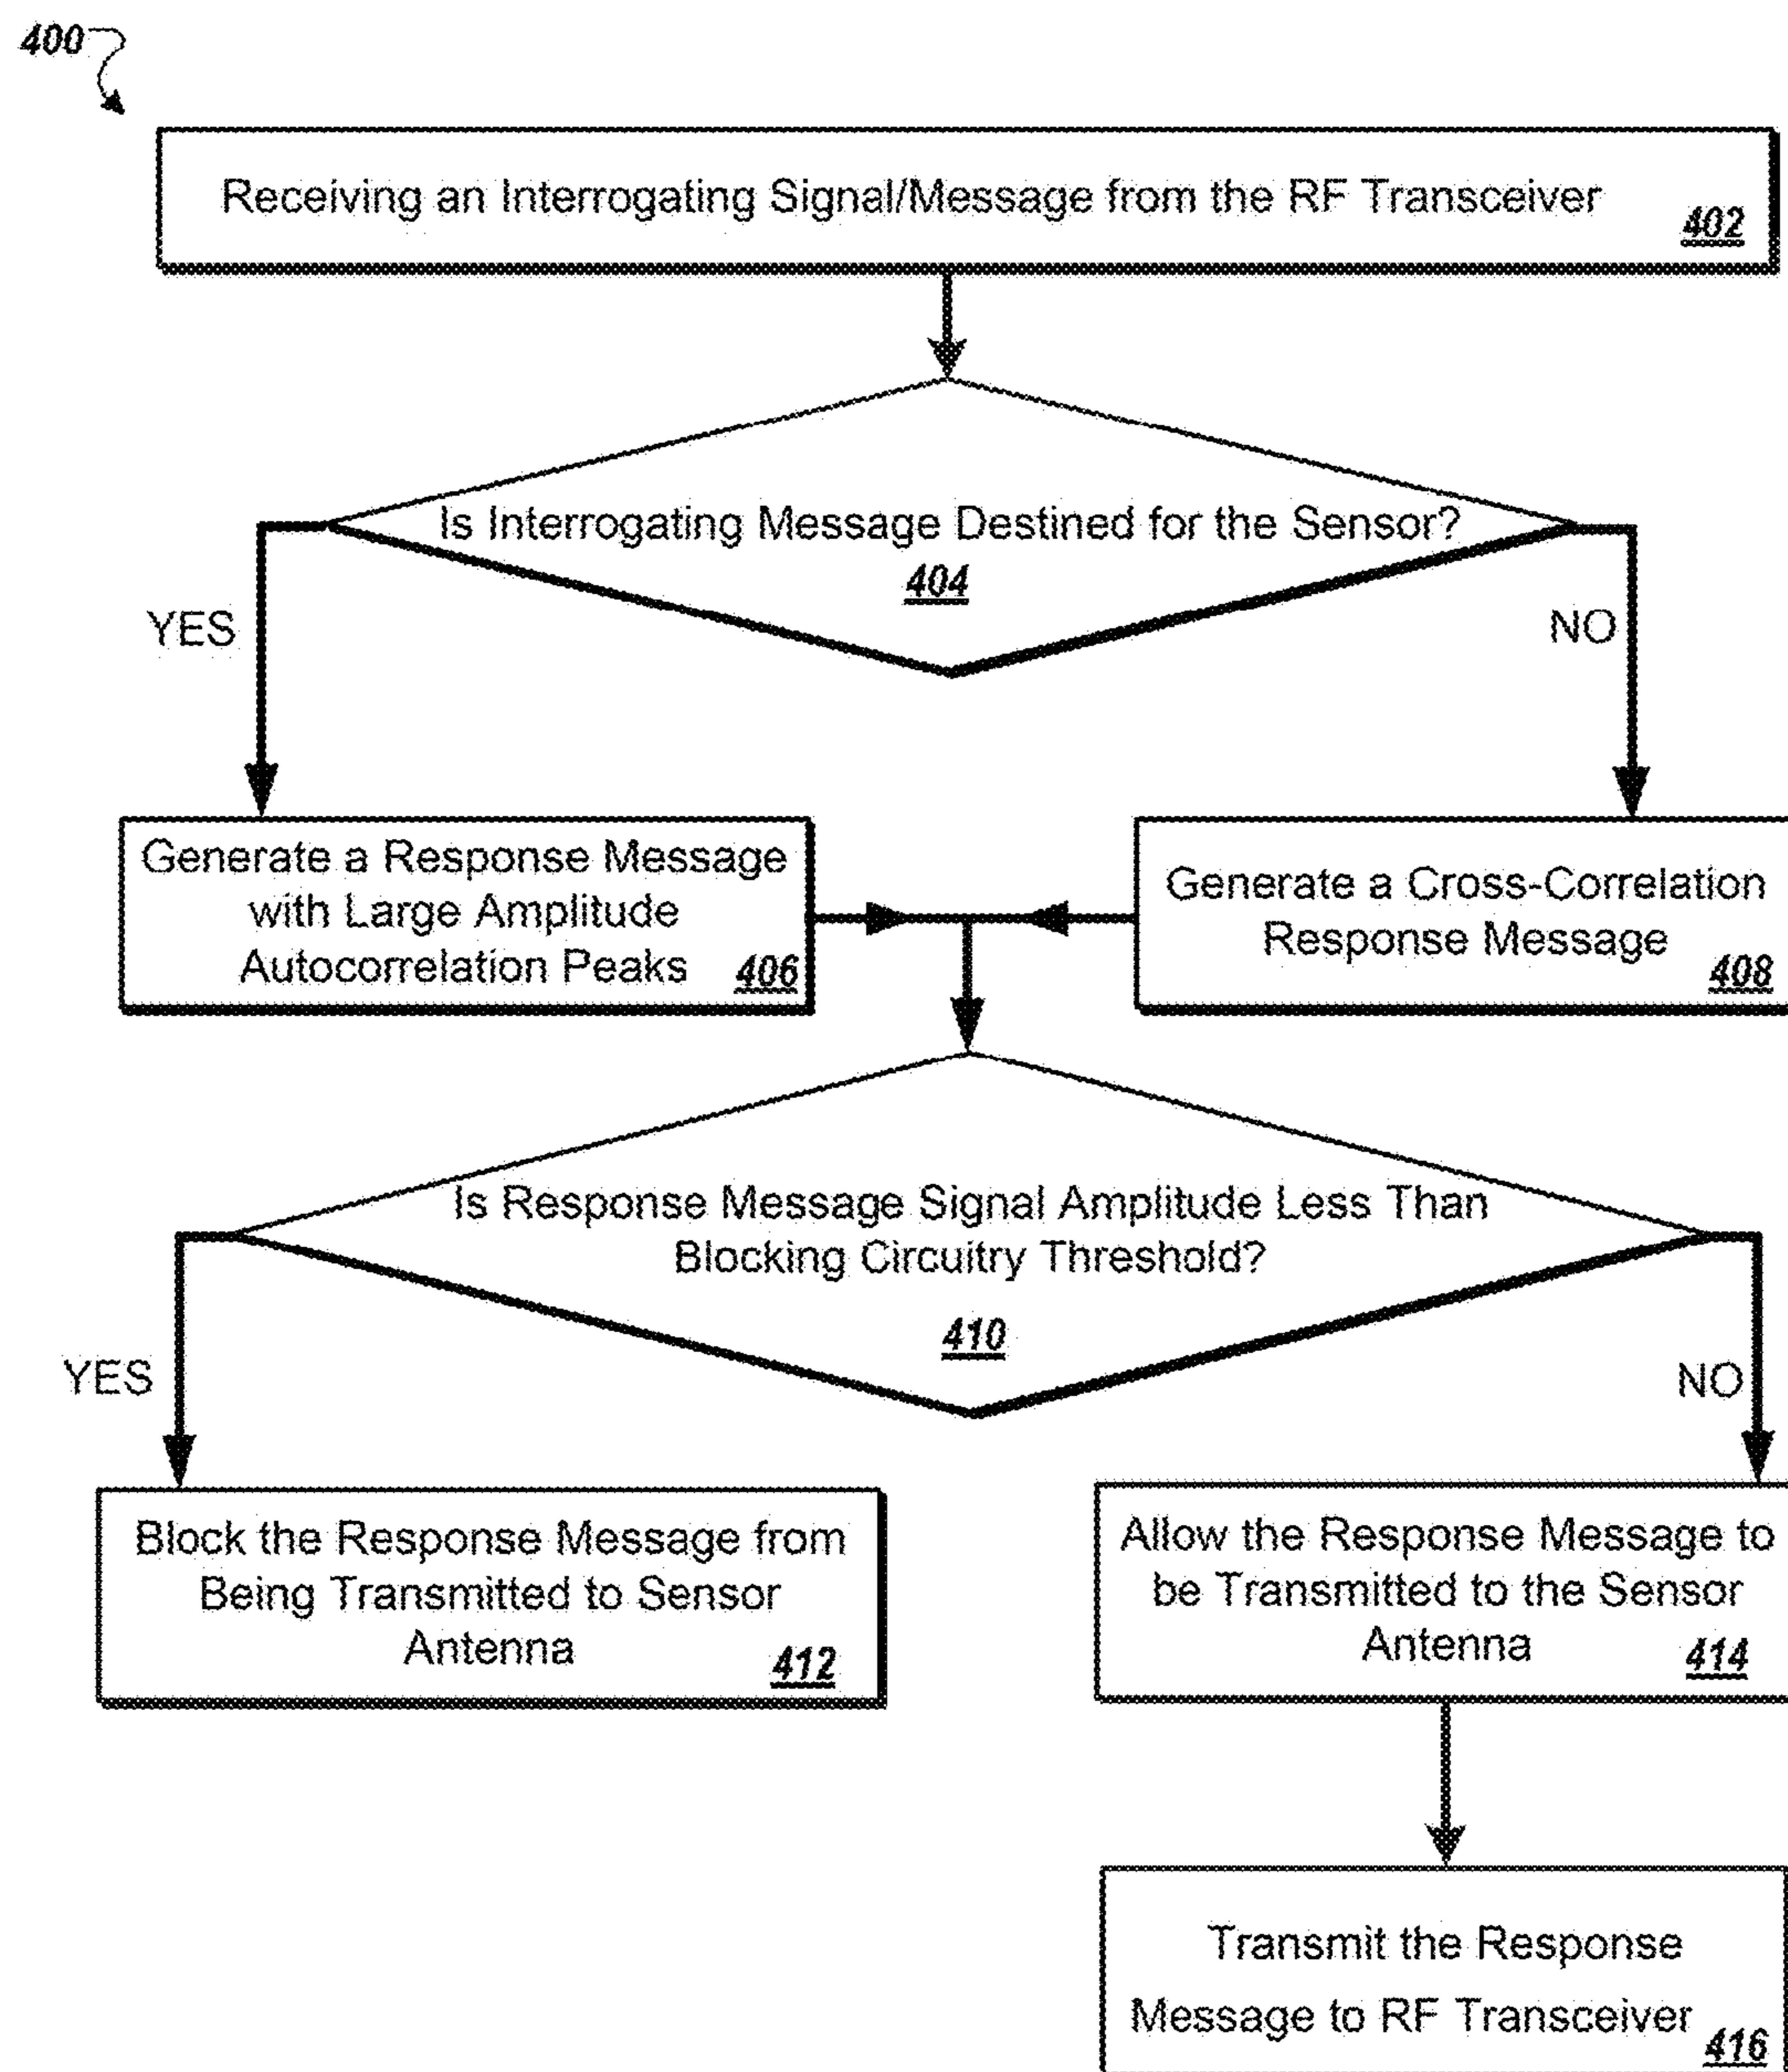 400
Receiving an Interrogating Signal/Message from the RF Transceiver
402
Is Interrogating Message Destined for the Sensor?
404
YES
NO
Generate a Response Message
with Large Amplitude
Autocorrelation Peaks
406
Generate a Cross-Correlation
Response Message
408
Is Response Message Signal Amplitude Less Than
Blocking Circuitry Threshold?
410
YES
NO
Block the Response Message from
Being Transmitted to Sensor
Antenna
412
Allow the Response Message to
be Transmitted to the Sensor
Antenna
414
Transmit the Response
Message to RF Transceiver
416